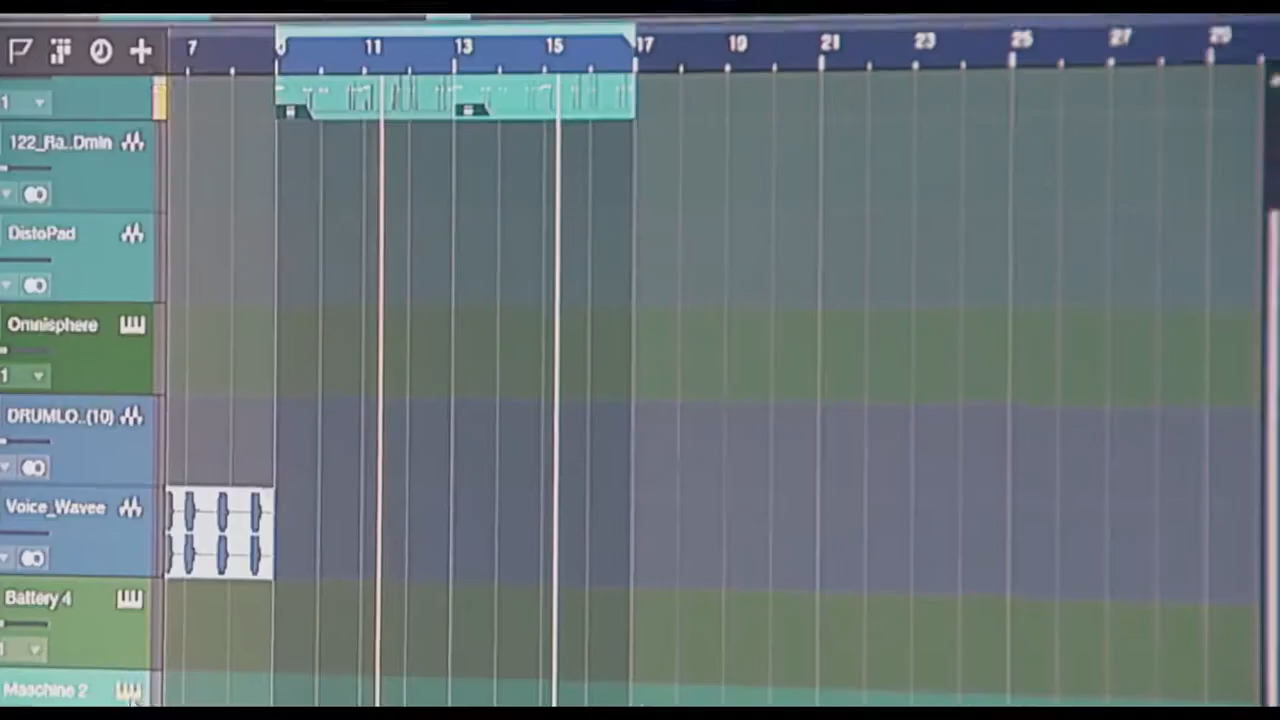 7 11 13 15 17 19 21 23 25 27 29
1
122_Ra..Dmin
DistoPad
Omnisphere
1
DRUMLO..(10)
Voice_Wavee
Battery 4
Maschine 2